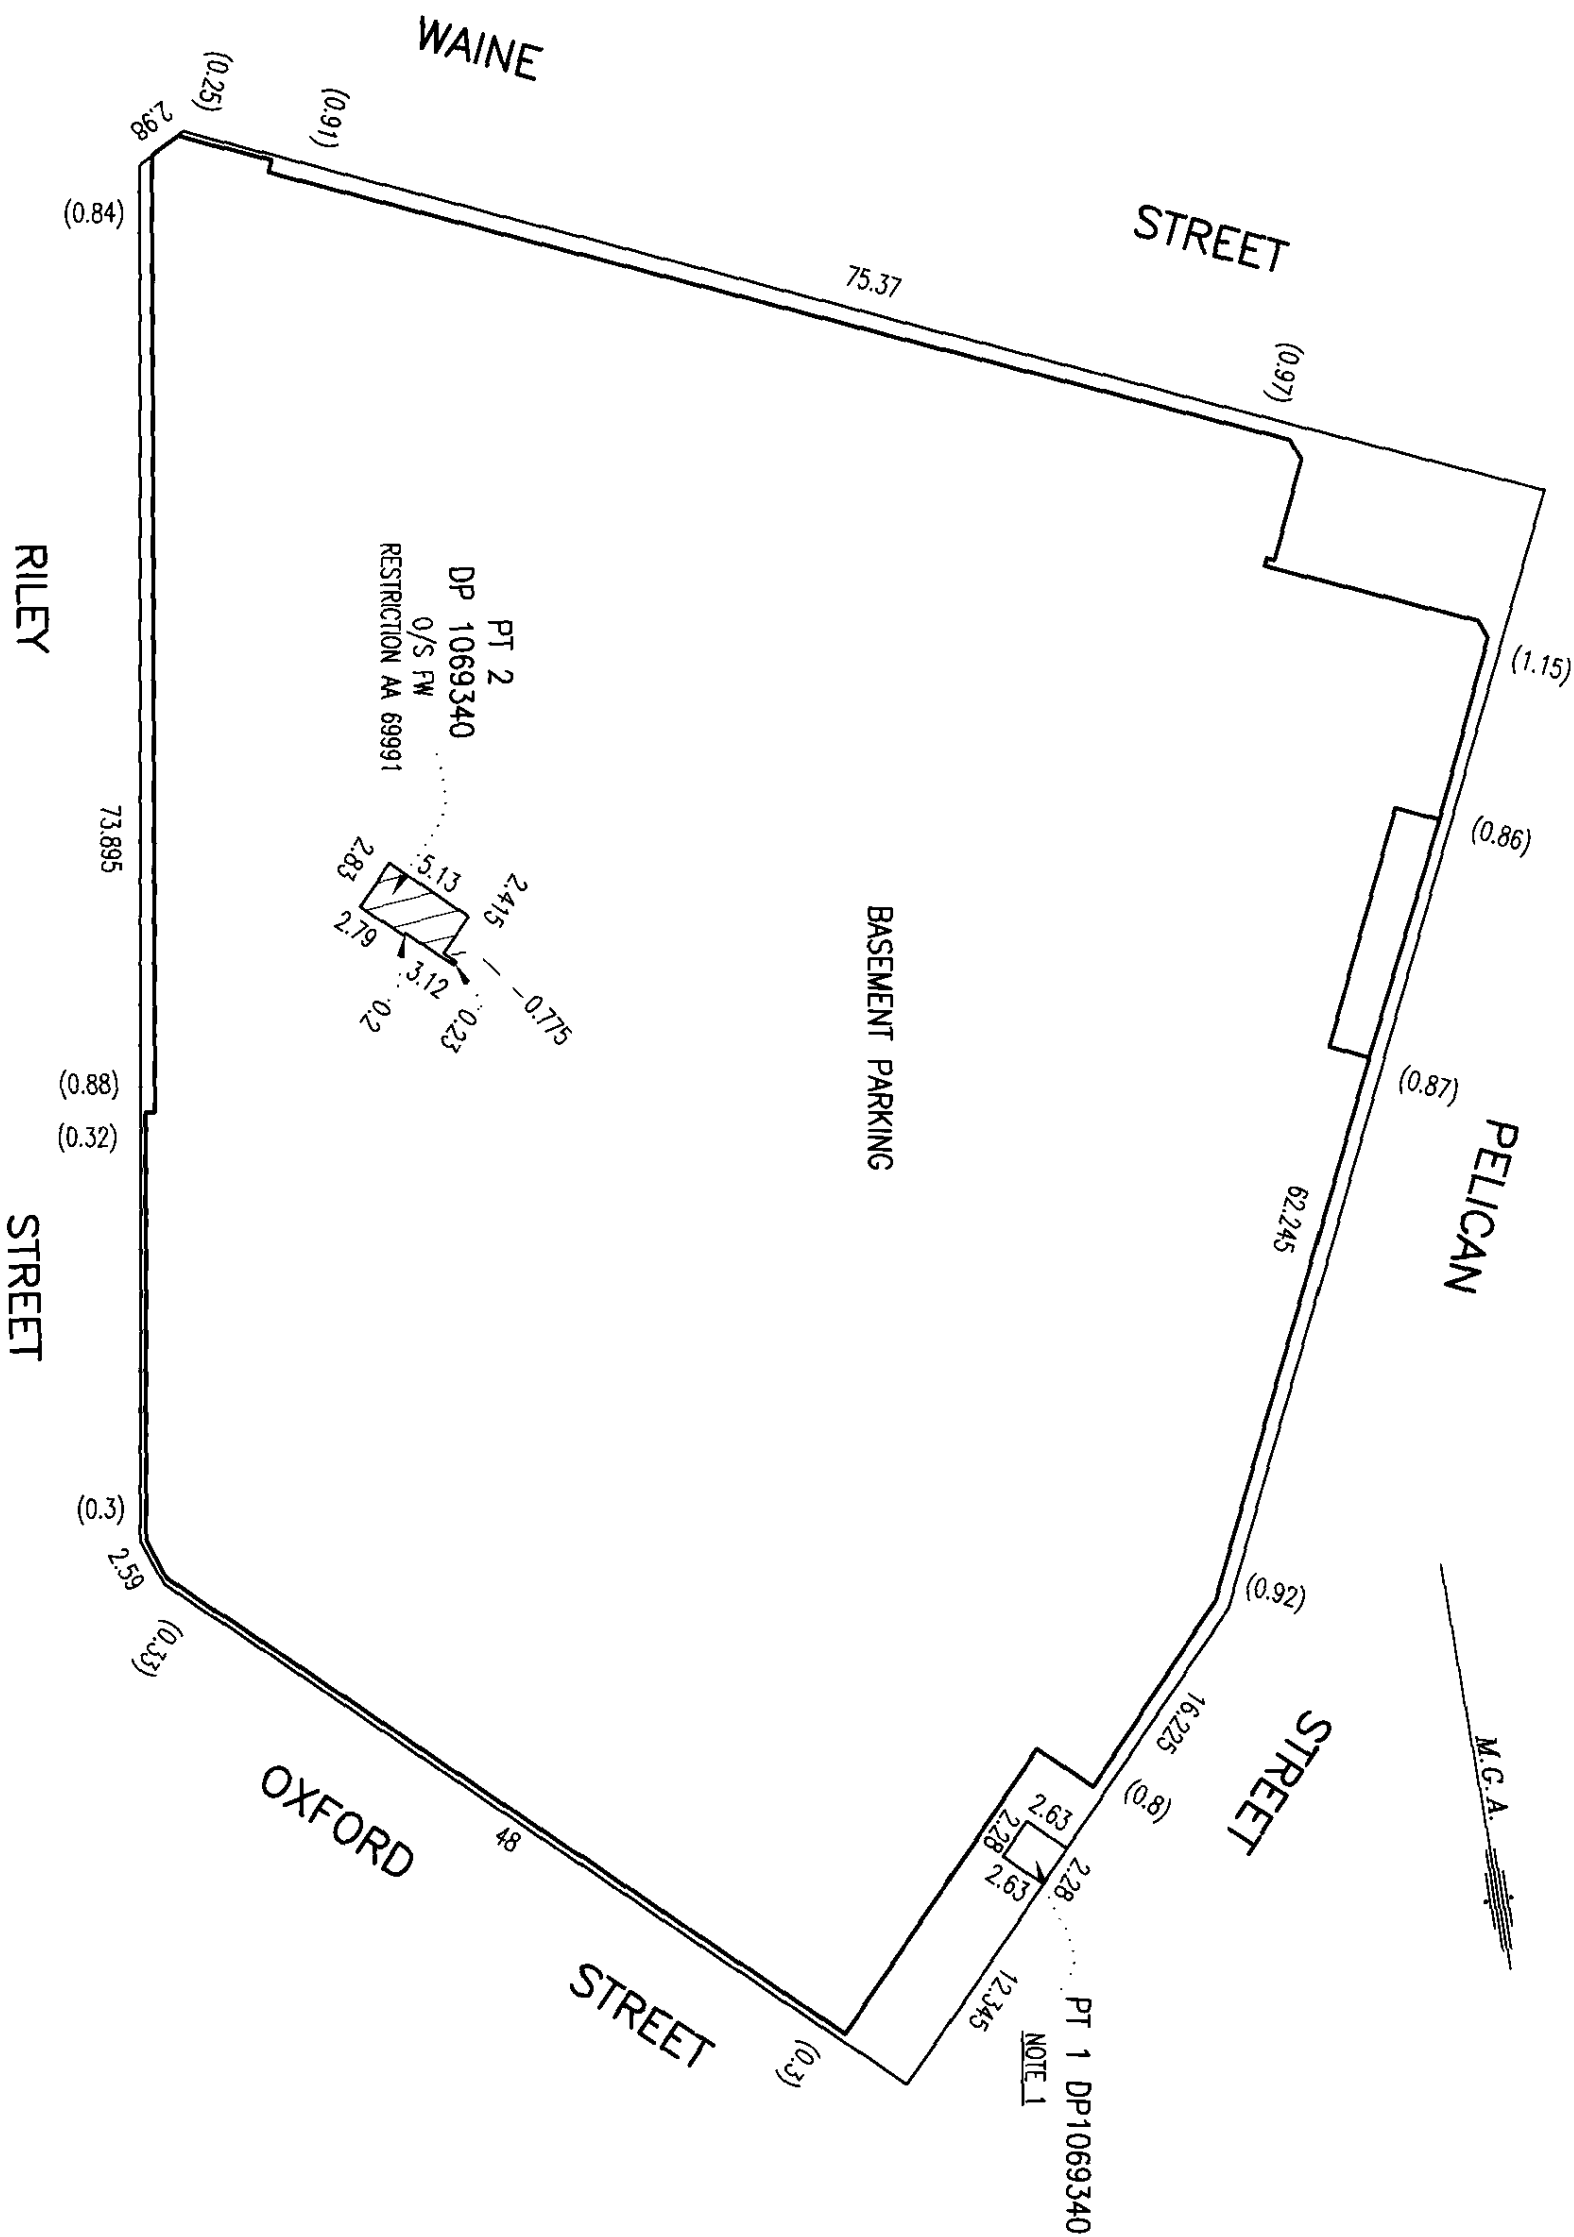 WAINE
STREET
(0.25)
2.98
(0.91)
(0.84)
75.37
(0.97)
(1.15)
(0.86)
(0.87)
PELICAN
STREET
62.245
(0.92)
16.225
(0.8)
2.63
2.28
2.63
2.28
12.345
PT 1 DP1069340
NOTE 1
M.G.A.
BASEMENT PARKING
PT 2
DP 1069340
O/S FW
RESTRICTION AA 69991
5.13
2.415
2.83
2.79
3.12
0.775
0.23
0.2
RILEY
STREET
73.895
(0.88)
(0.32)
(0.3)
2.59
(0.33)
OXFORD
STREET
48
(0.3)